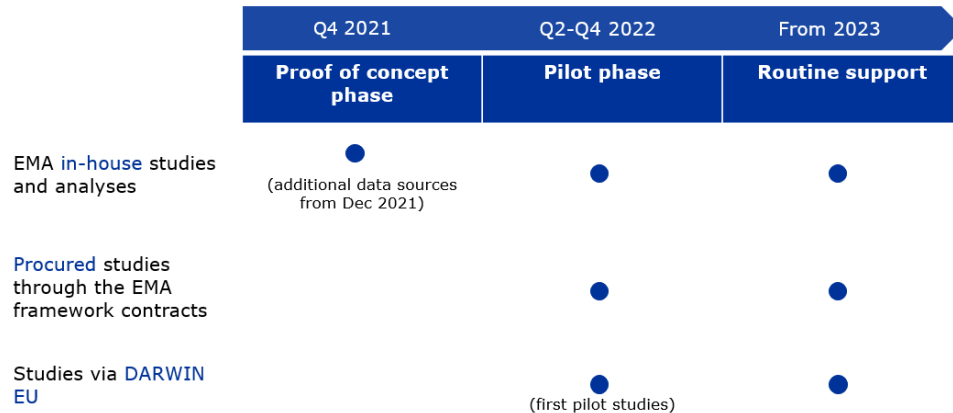 Q4 2021
Q2-Q4 2022
From 2023
Proof of concept
phase
Pilot phase
Routine support
EMA in-house studies
and analyses
(additional data sources
from Dec 2021)
Procured studies
through the EMA
framework contracts
Studies via DARWIN
EU
(first pilot studies)